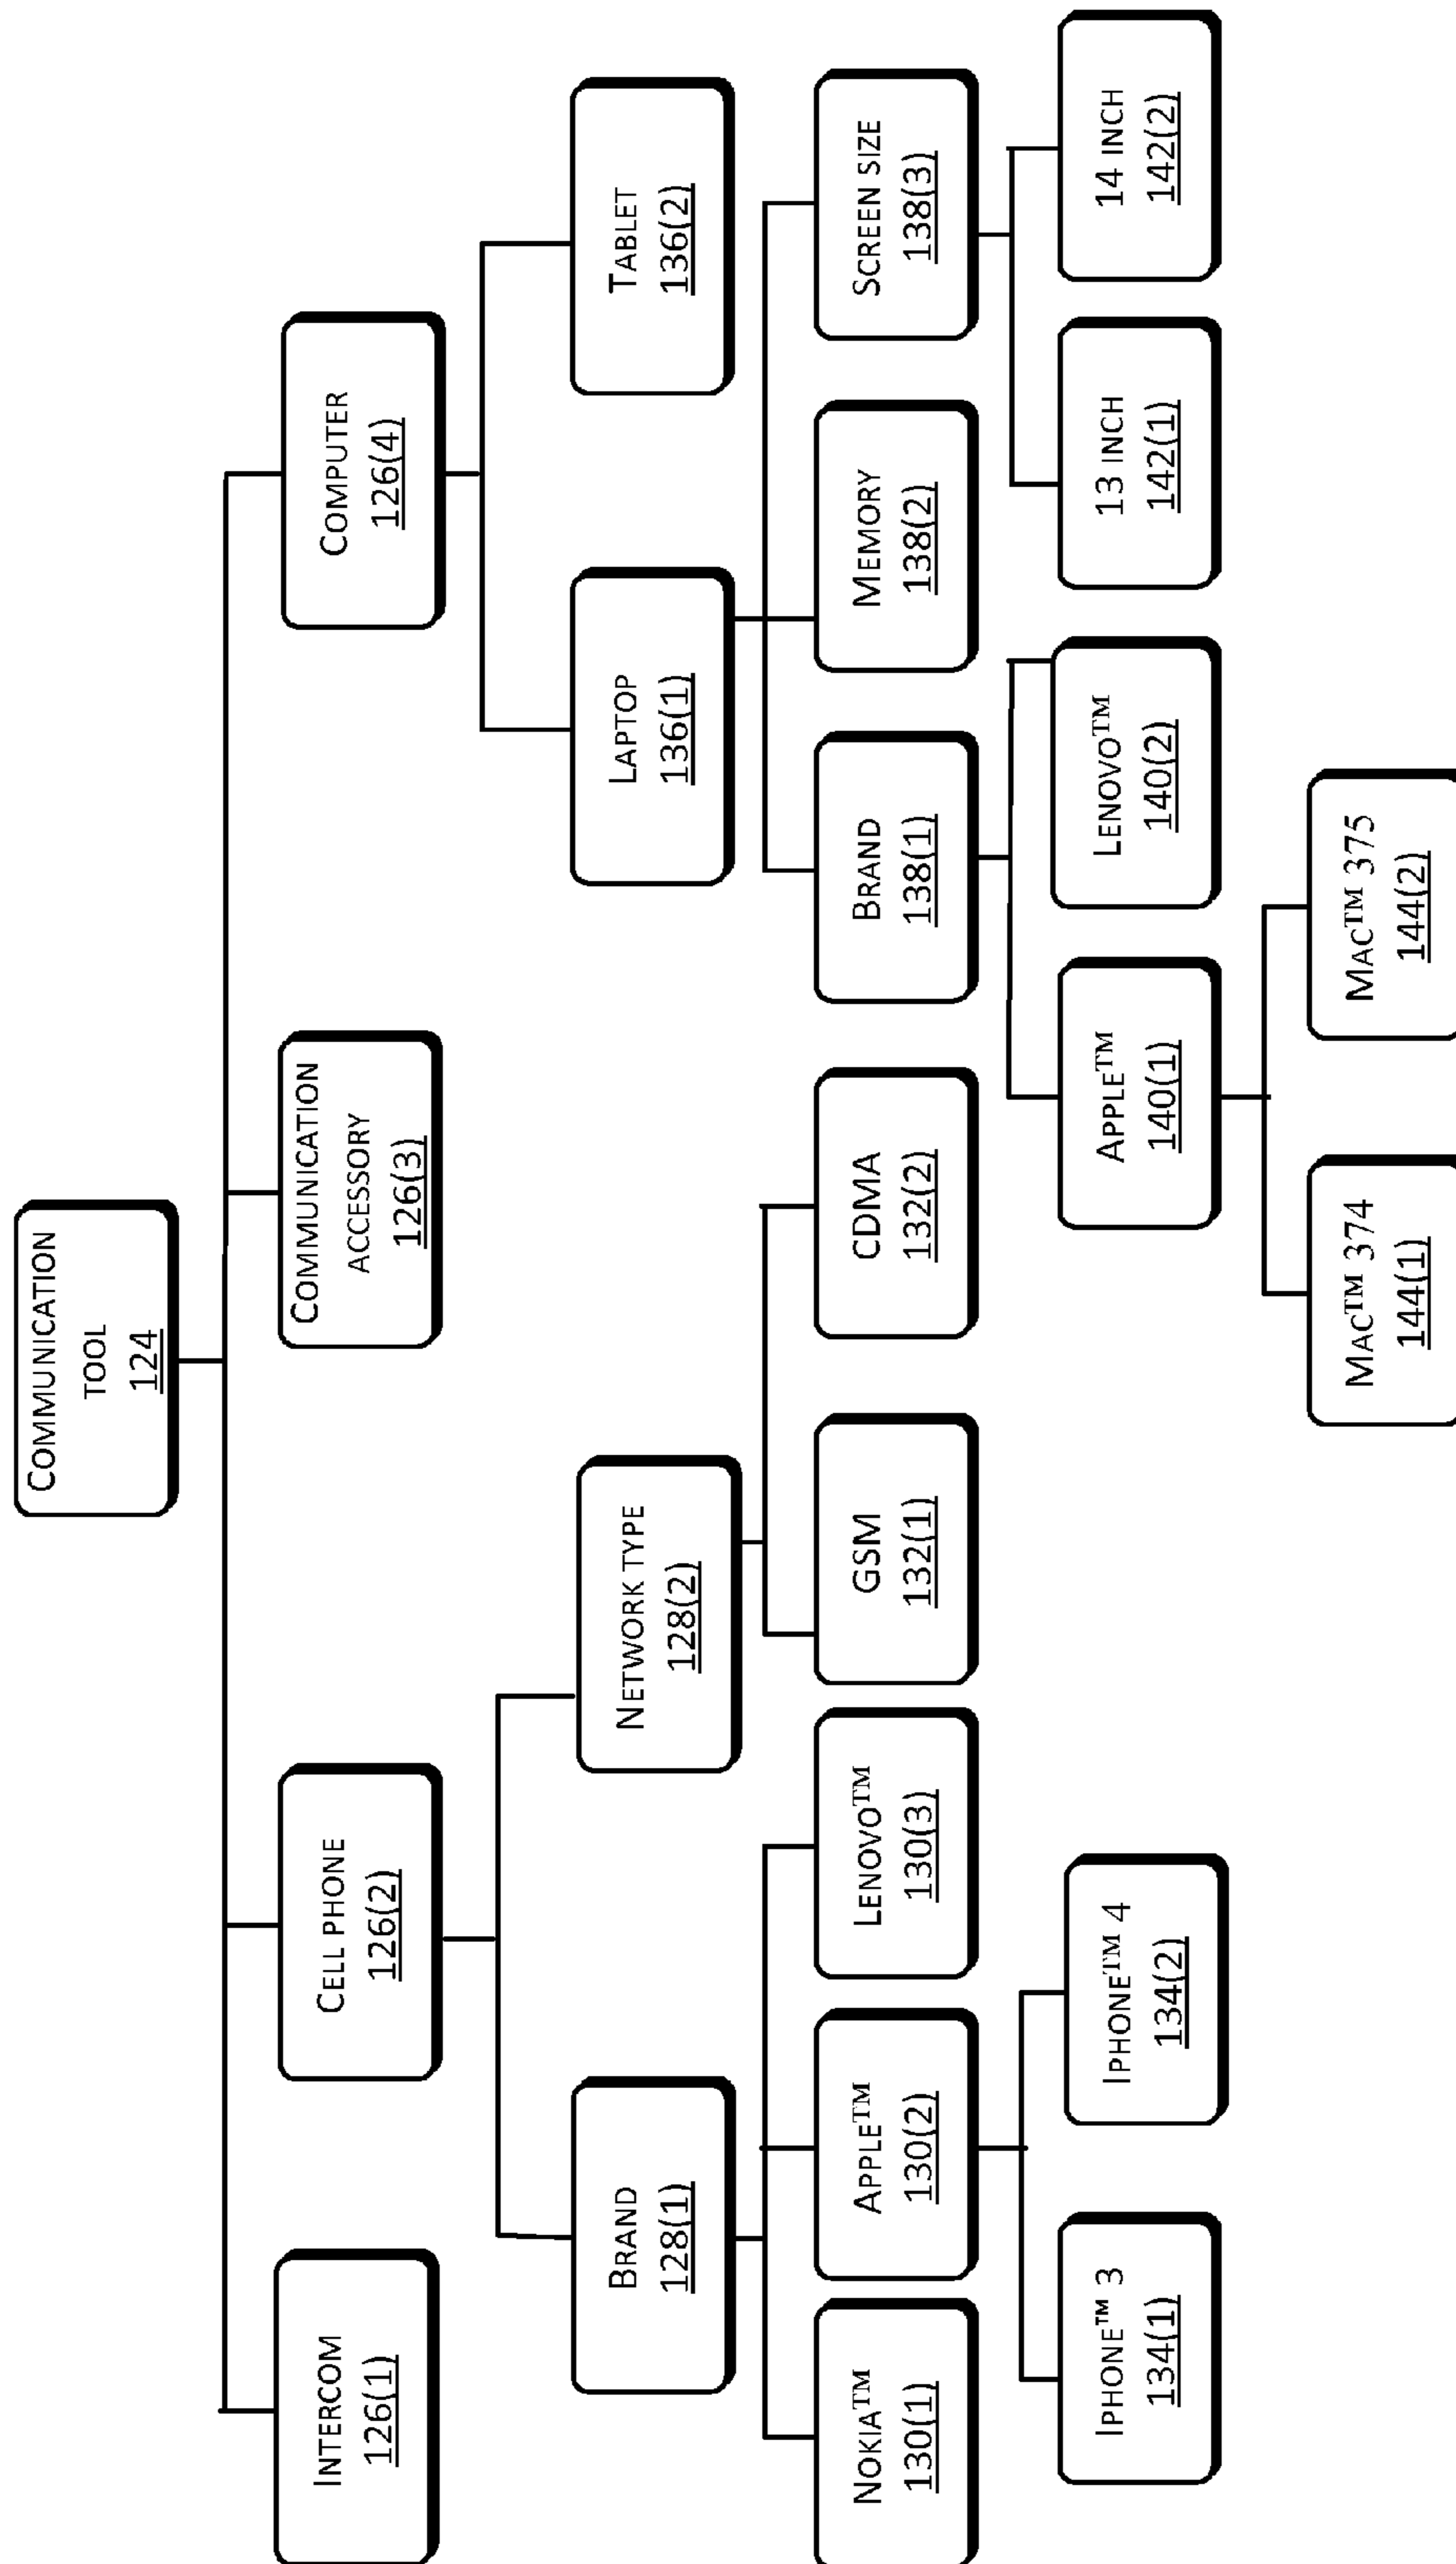 COMMUNICATION
TOOL
124
INTERCOM
126(1)
CELL PHONE
126(2)
COMMUNICATION
ACCESSORY
126(3)
COMPUTER
126(4)
BRAND
128(1)
NETWORK TYPE
128(2)
LAPTOP
136(1)
TABLET
136(2)
NOKIA™
130(1)
APPLE™
130(2)
LENOVO™
130(3)
GSM
132(1)
CDMA
132(2)
BRAND
138(1)
MEMORY
138(2)
SCREEN SIZE
138(3)
IPHONE™ 3
134(1)
IPHONE™ 4
134(2)
APPLE™
140(1)
LENOVO™
140(2)
13 INCH
142(1)
14 INCH
142(2)
MAC™ 374
144(1)
MAC™ 375
144(2)